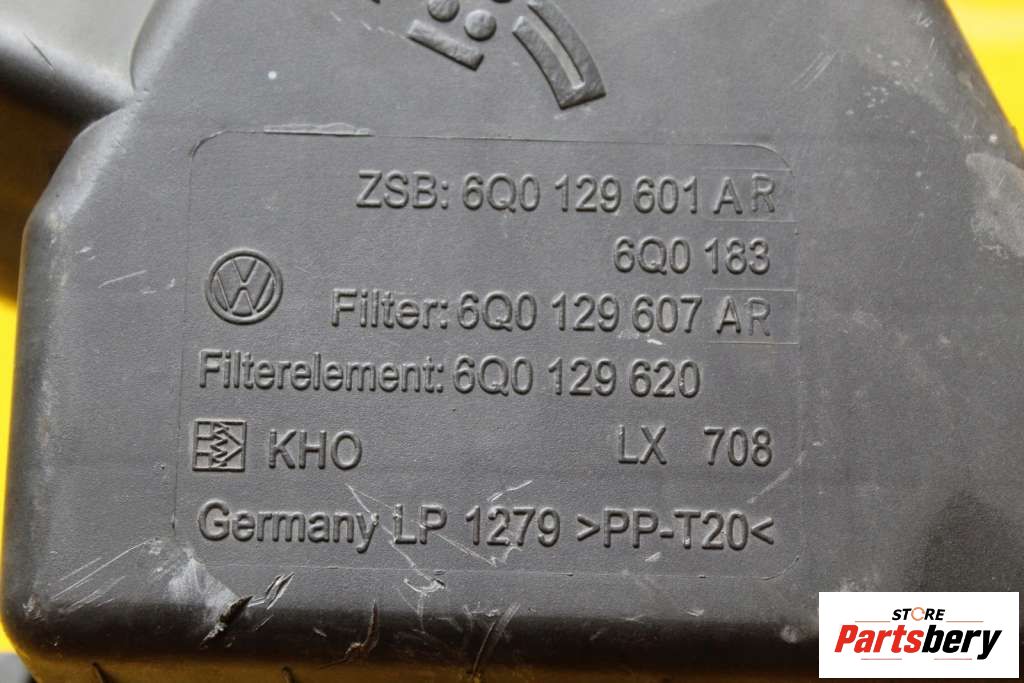 ZSB: 6Q0 129 601 AR
6Q0 183
Filter: 6Q0 129 607 AR
Filterelement: 6Q0 129 620
KHO LX 708
Germany LP 1279 >PP-T20<
STORE
Partsbery